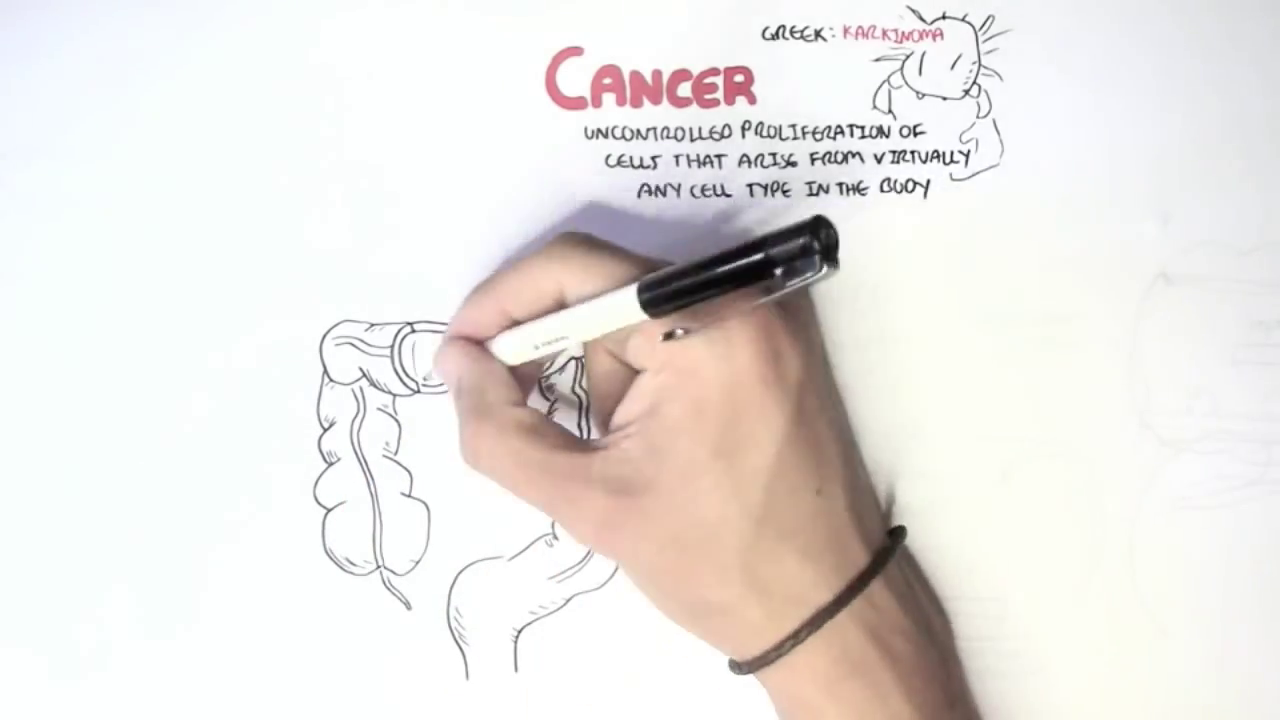 GREEK: KARKINOMA
CANCER
UNCONTROLLED PROLIFERATION OF
CELLS THAT ARISE FROM VIRTUALLY
ANY CELL TYPE IN THE BODY